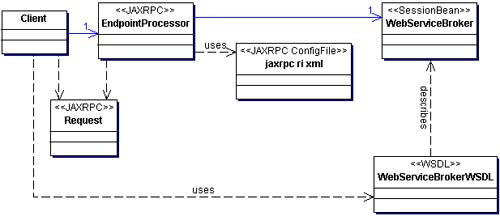 Client
1
<<JAXRPC>>
EndpointProcessor
1
<<SessionBean>>
WebServiceBroker
uses
<<JAXRPC ConfigFile>>
jaxrpc ri xml
<<JAXRPC>>
Request
describes
<<WSDL>>
WebServiceBrokerWSDL
uses